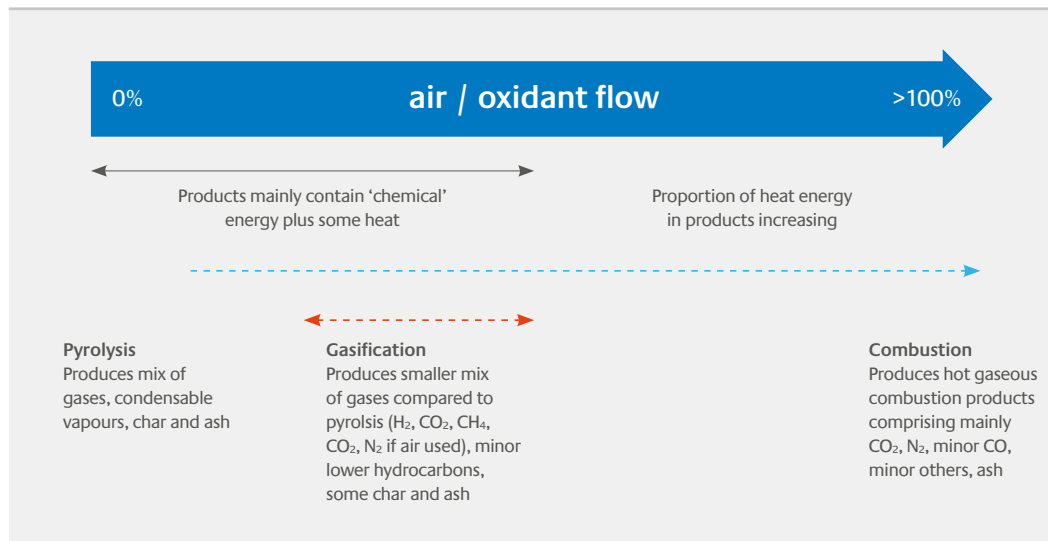 0%
air / oxidant flow
>100%
Products mainly contain ‘chemical’
energy plus some heat
Proportion of heat energy
in products increasing
Pyrolysis
Produces mix of
gases, condensable
vapours, char and ash
Gasification
Produces smaller mix
of gases compared to
pyrolsis (H₂, CO₂, CH₄,
CO₂, N₂ if air used), minor
lower hydrocarbons,
some char and ash
Combustion
Produces hot gaseous
combustion products
comprising mainly
CO₂, N₂, minor CO,
minor others, ash